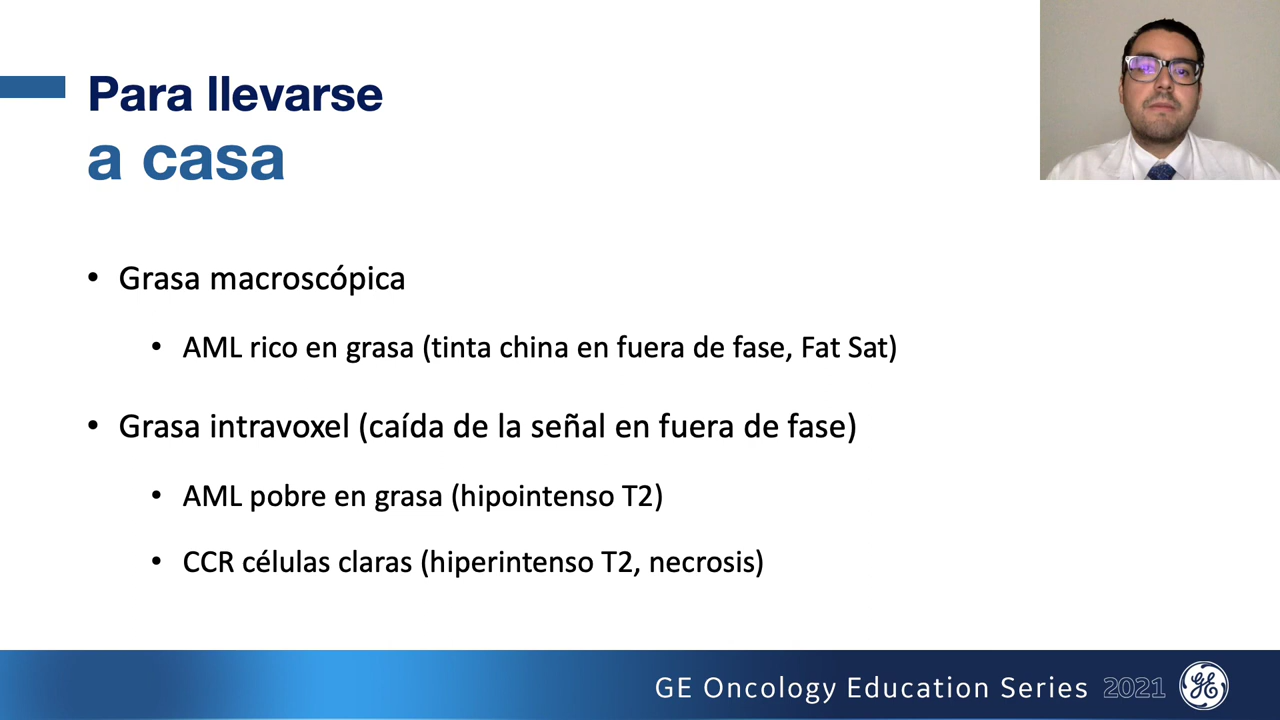 Para llevarse
a casa
• Grasa macroscópica
• AML rico en grasa (tinta china en fuera de fase, Fat Sat)
• Grasa intravoxel (caída de la señal en fuera de fase)
• AML pobre en grasa (hipointenso T2)
• CCR células claras (hiperintenso T2, necrosis)
GE Oncology Education Series 2021 GE